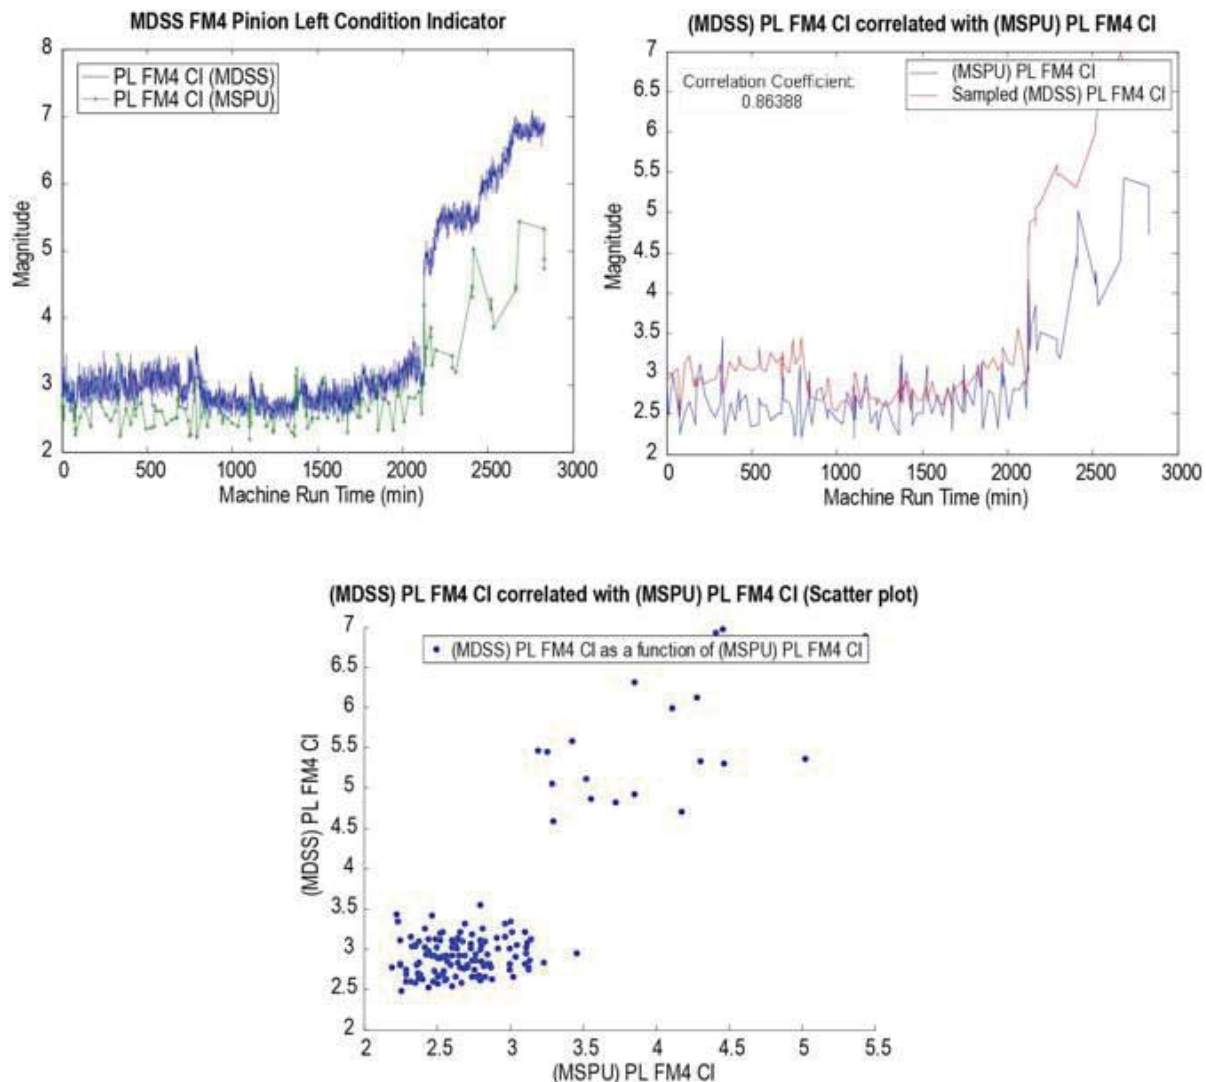 MDSS FM4 Pinion Left Condition Indicator
8
7
6
5
4
3
2
Magnitude
PL FM4 CI (MDSS)
PL FM4 CI (MSPU)
0 500 1000 1500 2000 2500 3000
Machine Run Time (min)
(MDSS) PL FM4 CI correlated with (MSPU) PL FM4 CI
7
6.5
6
5.5
5
4.5
4
3.5
3
2.5
2
Magnitude
Correlation Coefficient:
0.86388
(MSPU) PL FM4 CI
Sampled (MDSS) PL FM4 CI
0 500 1000 1500 2000 2500 3000
Machine Run Time (min)
(MDSS) PL FM4 CI correlated with (MSPU) PL FM4 CI (Scatter plot)
7
6.5
6
5.5
5
4.5
4
3.5
3
2.5
2
(MDSS) PL FM4 CI
(MDSS) PL FM4 CI as a function of (MSPU) PL FM4 CI
2 2.5 3 3.5 4 4.5 5 5.5
(MSPU) PL FM4 CI